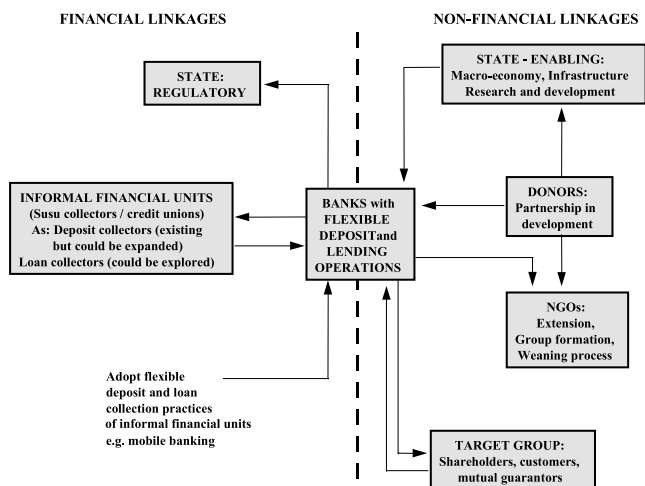 FINANCIAL LINKAGES
NON-FINANCIAL LINKAGES
STATE:
REGULATORY
STATE - ENABLING:
Macro-economy, Infrastructure
Research and development
INFORMAL FINANCIAL UNITS
(Susu collectors / credit unions)
As: Deposit collectors (existing
but could be expanded)
Loan collectors (could be explored)
BANKS with
FLEXIBLE
DEPOSITand
LENDING
OPERATIONS
DONORS:
Partnership in
development
NGOs:
Extension,
Group formation,
Weaning process
Adopt flexible
deposit and loan
collection practices
of informal financial units
e.g. mobile banking
TARGET GROUP:
Shareholders, customers,
mutual guarantors